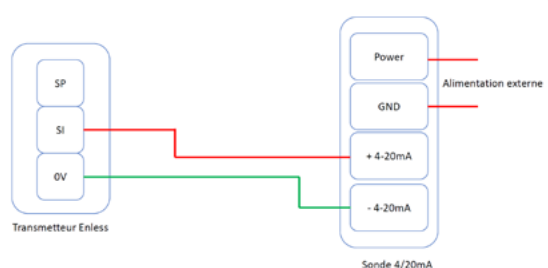 SP
SI
0V
Transmetteur Enless
Power
GND
+ 4-20mA
- 4-20mA
Alimentation externe
Sonde 4/20mA